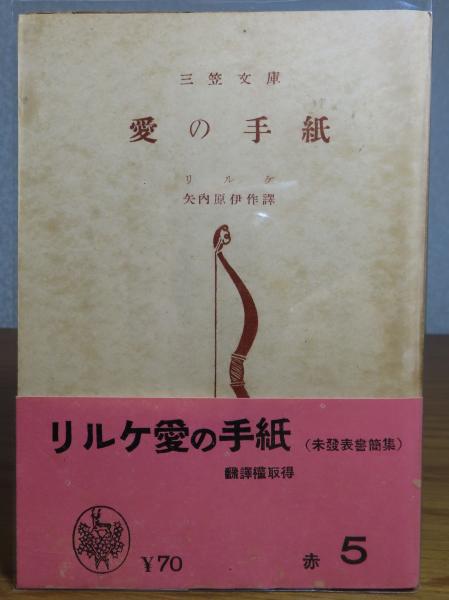 三笠文庫
愛の手紙
リルケ
矢内原伊作譯
リルケ愛の手紙（未發表書簡集）
飜譯權取得
¥70
赤 5